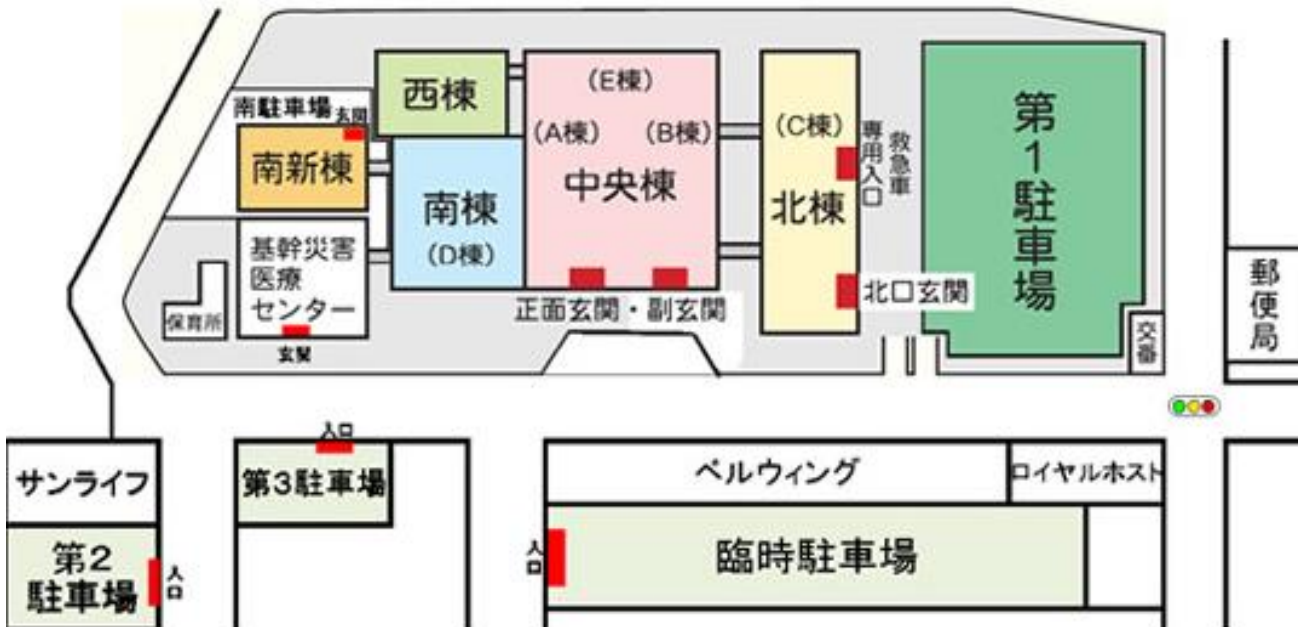 西棟
(E棟)
(A棟)
(B棟)
中央棟
(C棟)
北棟
専用入口
救急車
第1駐車場
南駐車場
玄関
南新棟
南棟
(D棟)
基幹災害
医療
センター
玄関
保育所
正面玄関・副玄関
北口玄関
交番
郵便局
サンライフ
第2
駐車場
入口
入口
第3駐車場
ベルウィング
ロイヤルホスト
入口
臨時駐車場